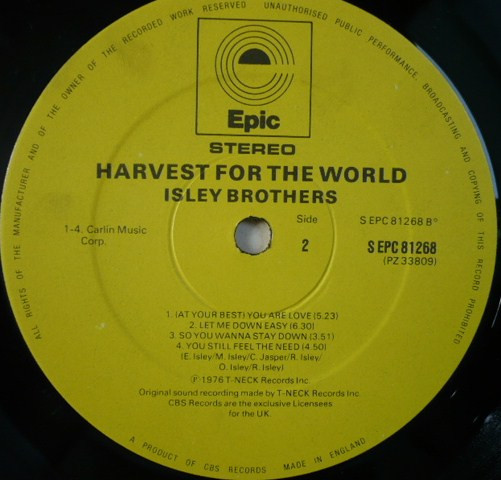 ALL RIGHTS OF THE MANUFACTURER AND OF THE OWNER OF THE RECORDED WORK RESERVED UNAUTHORISED PUBLIC PERFORMANCE, BROADCASTING AND COPYING OF THIS RECORD PROHIBITED
Epic
STEREO
HARVEST FOR THE WORLD
ISLEY BROTHERS
1-4. Carlin Music
Corp.
Side
2
S EPC 81268 B
S EPC 81268
(PZ 33809)
1. (AT YOUR BEST) YOU ARE LOVE (5.23)
2. LET ME DOWN EASY (6.30)
3. SO YOU WANNA STAY DOWN (3.51)
4. YOU STILL FEEL THE NEED (4.50)
(E. Isley/M. Isley/C. Jasper/R. Isley/
O. Isley/R. Isley)
℗ 1976 T-NECK Records Inc.
Original sound recording made by T-NECK Records Inc.
CBS Records are the exclusive Licensees
for the UK.
A PRODUCT OF CBS RECORDS MADE IN ENGLAND